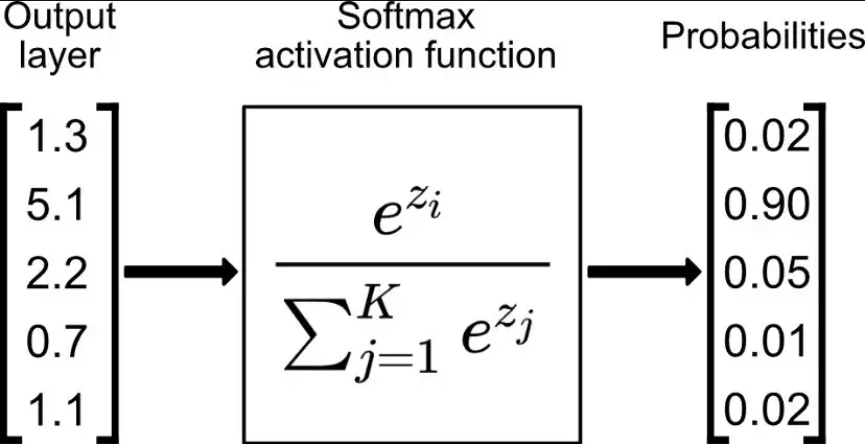 Output
layer
Softmax
activation function
Probabilities
1.3
5.1
2.2
0.7
1.1
e^{z_i}
∑_{j=1}^{K} e^{z_j}
0.02
0.90
0.05
0.01
0.02